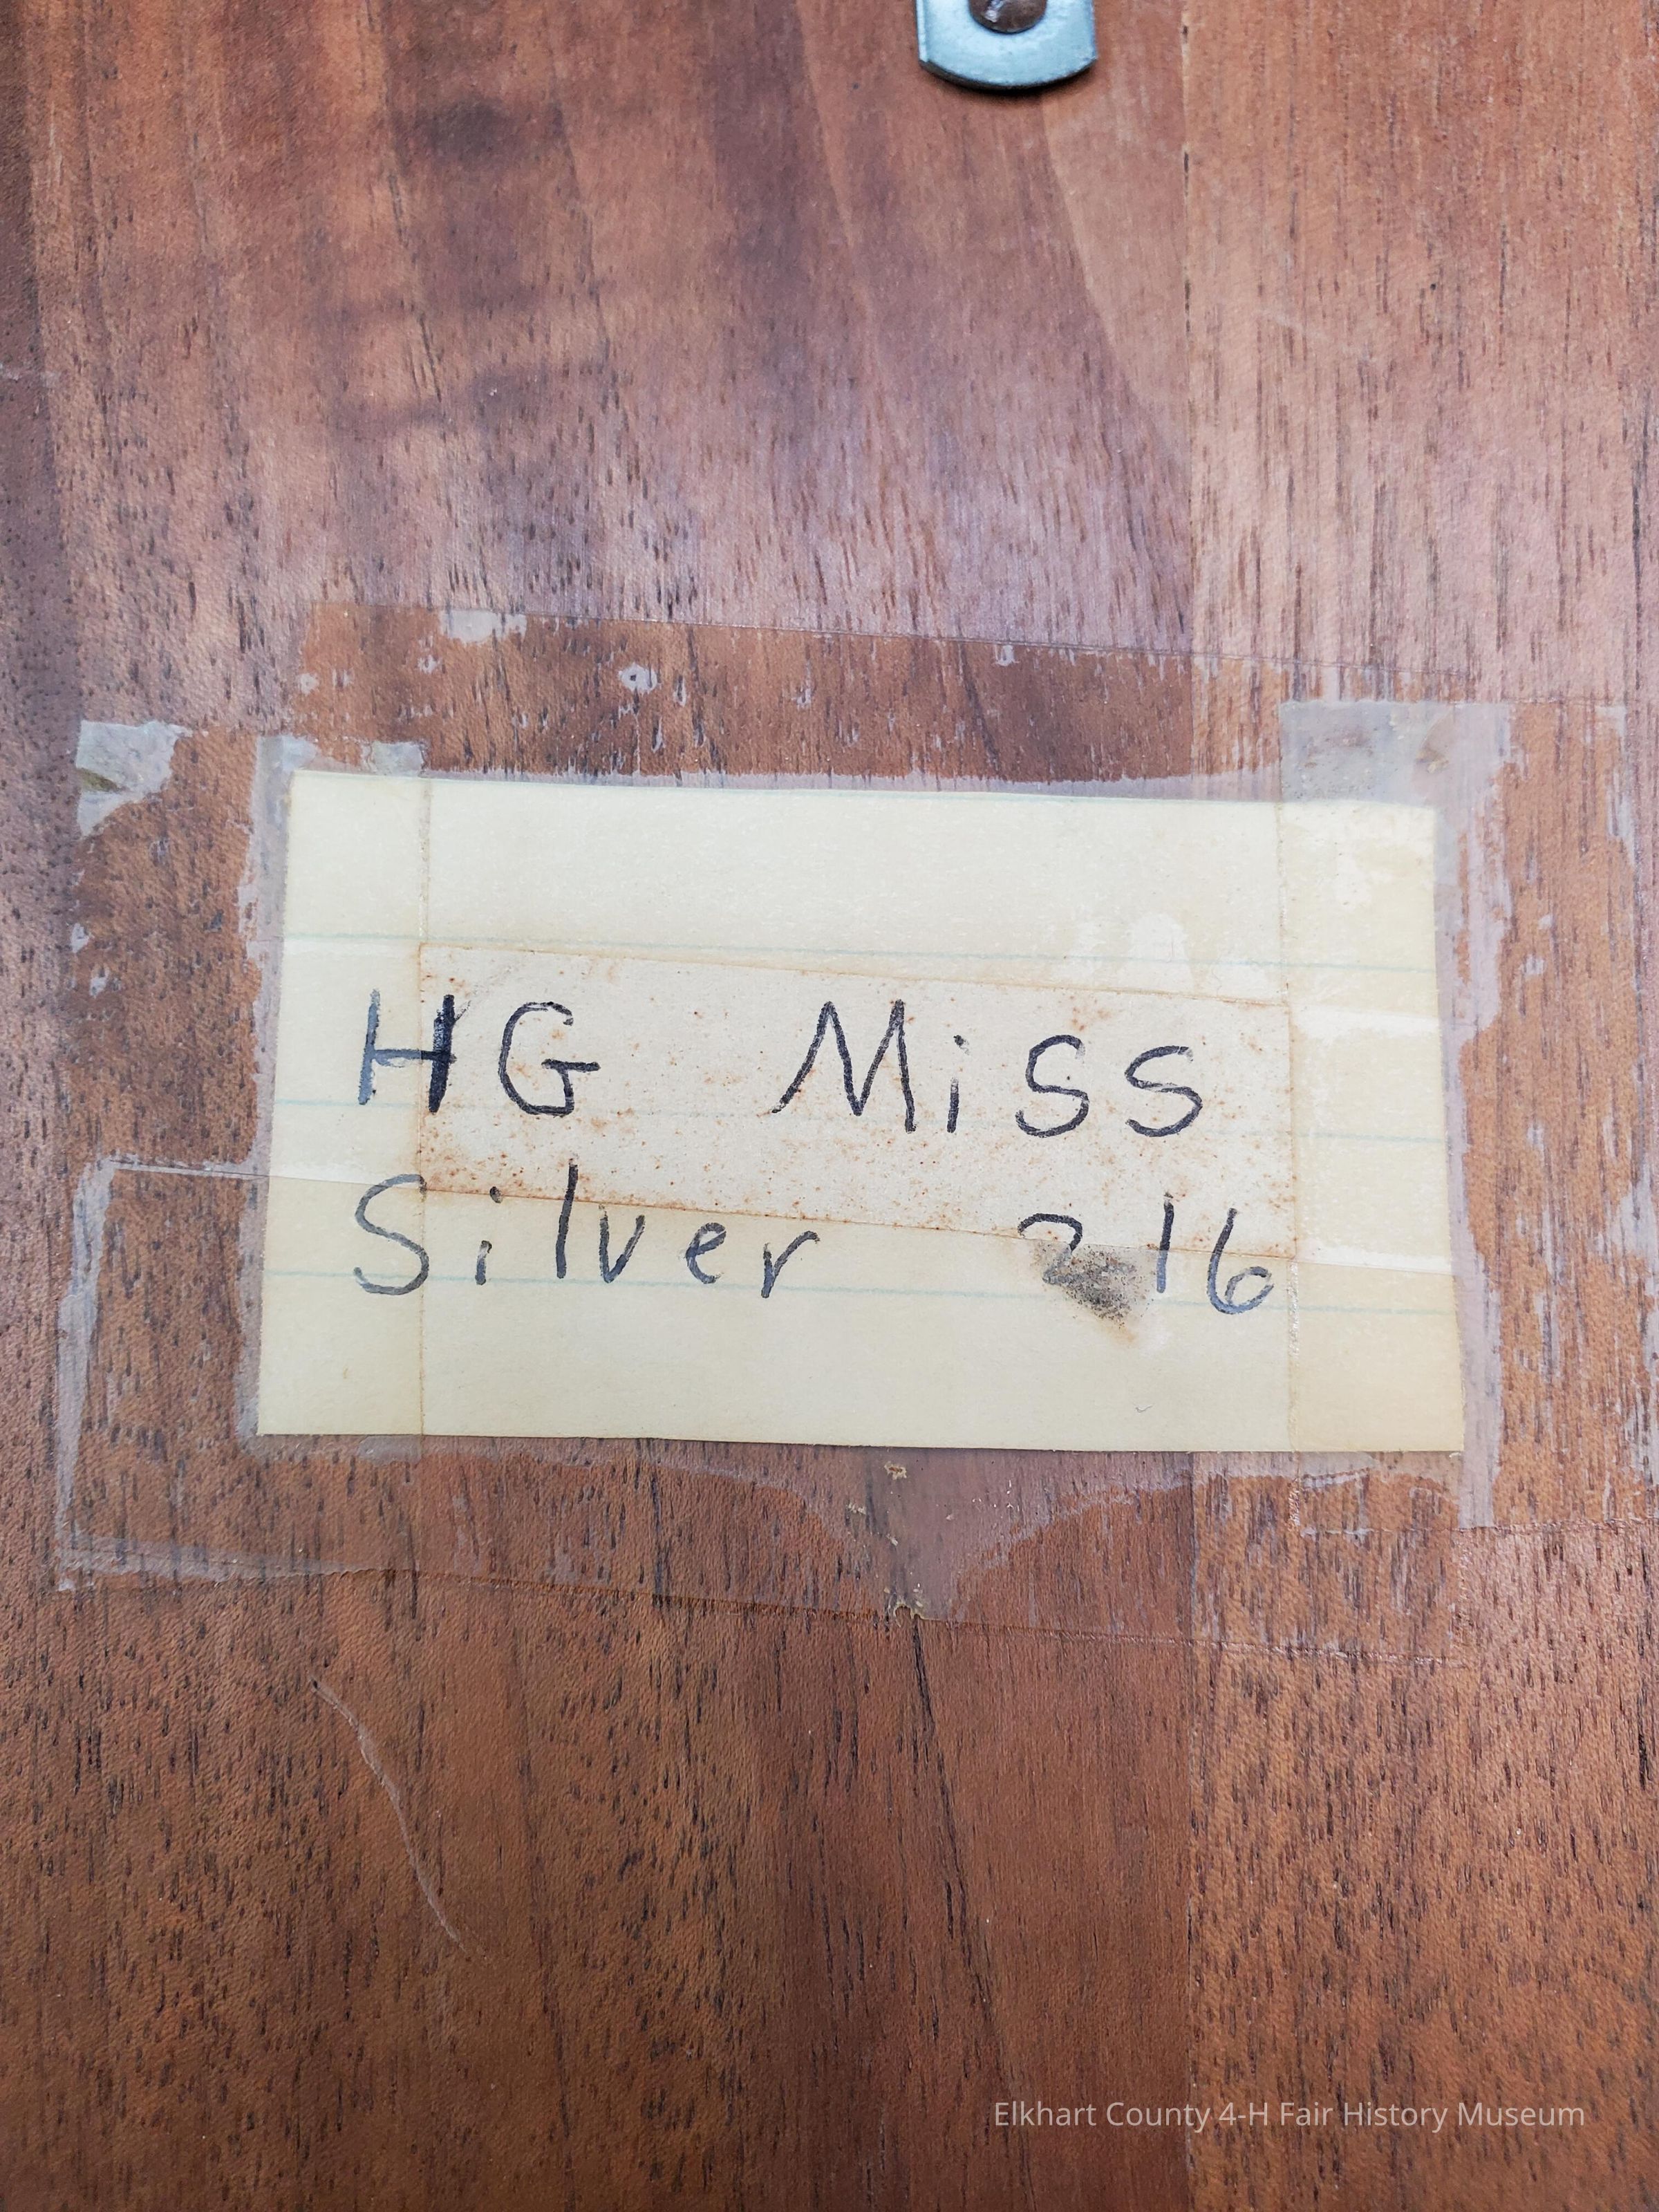 HG Miss
Silver 216
Elkhart County 4-H Fair History Museum